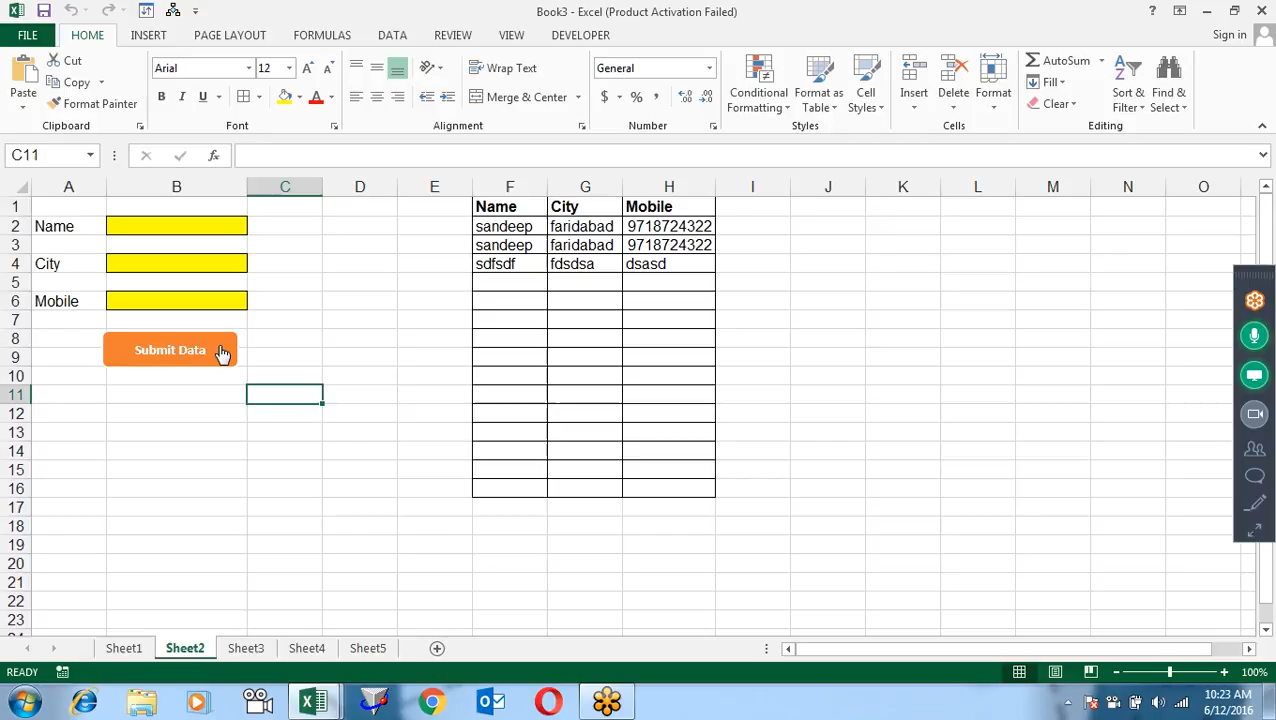 Book3 - Excel (Product Activation Failed)
FILE HOME INSERT PAGE LAYOUT FORMULAS DATA REVIEW VIEW DEVELOPER Sign in
Paste Cut Copy Format Painter Clipboard
Arial 12 B I U A Font
Wrap Text Merge & Center Alignment
General $ % , Number
Conditional Formatting Format as Table Cell Styles Styles
Insert Delete Format Cells
AutoSum Fill Clear Sort & Filter Find & Select Editing
C11 fx
A B C D E F G H I J K L M N O
1 Name City Mobile
2 Name sandeep faridabad 9718724322
3 sandeep faridabad 9718724322
4 City sdfsdf fdsdsa dsasd
5
6 Mobile
7
8
Submit Data
9
10
11
12
13
14
15
16
17
18
19
20
21
22
23
Sheet1 Sheet2 Sheet3 Sheet4 Sheet5
READY 100%
10:23 AM
6/12/2016